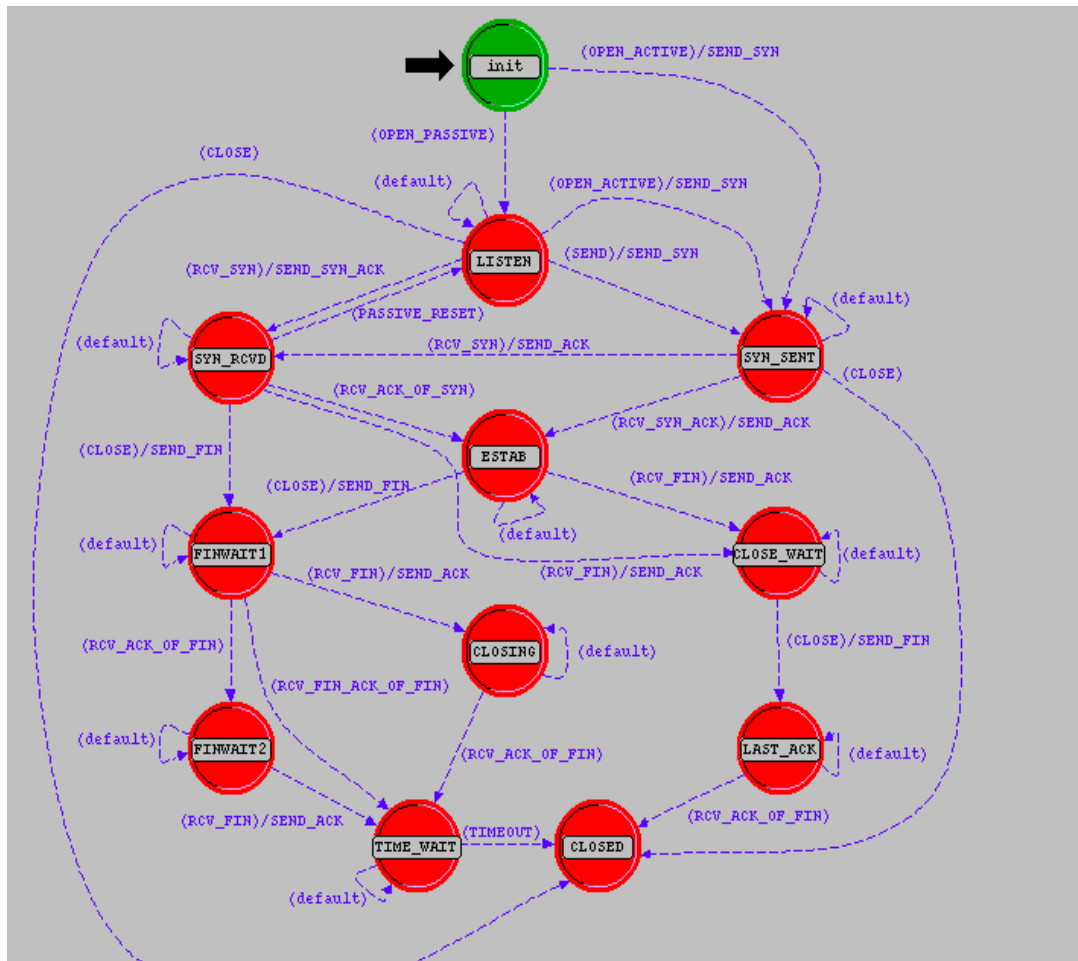 (OPEN_ACTIVE)/SEND_SYN
init
(OPEN_PASSIVE)
(CLOSE)
(default)
(OPEN_ACTIVE)/SEND_SYN
(SEND)/SEND_SYN
LISTEN
(RCV_SYN)/SEND_SYN_ACK
(default)
(PASSIVE_RESET)
(default)
(RCV_SYN)/SEND_ACK
SYN_RCVD
SYN_SENT
(CLOSE)
(RCV_ACK_OF_SYN)
(RCV_SYN_ACK)/SEND_ACK
(CLOSE)/SEND_FIN
ESTAB
(RCV_FIN)/SEND_ACK
(CLOSE)/SEND_FIN
(default)
(default)
FINWAIT1
CLOSE_WAIT
(default)
(RCV_FIN)/SEND_ACK
(RCV_FIN)/SEND_ACK
(CLOSE)/SEND_FIN
(RCV_ACK_OF_FIN)
CLOSING
(default)
(RCV_FIN_ACK_OF_FIN)
(default)
FINWAIT2
(RCV_ACK_OF_FIN)
LAST_ACK
(default)
(RCV_FIN)/SEND_ACK
(RCV_ACK_OF_FIN)
(TIMEOUT)
TIME_WAIT
CLOSED
(default)